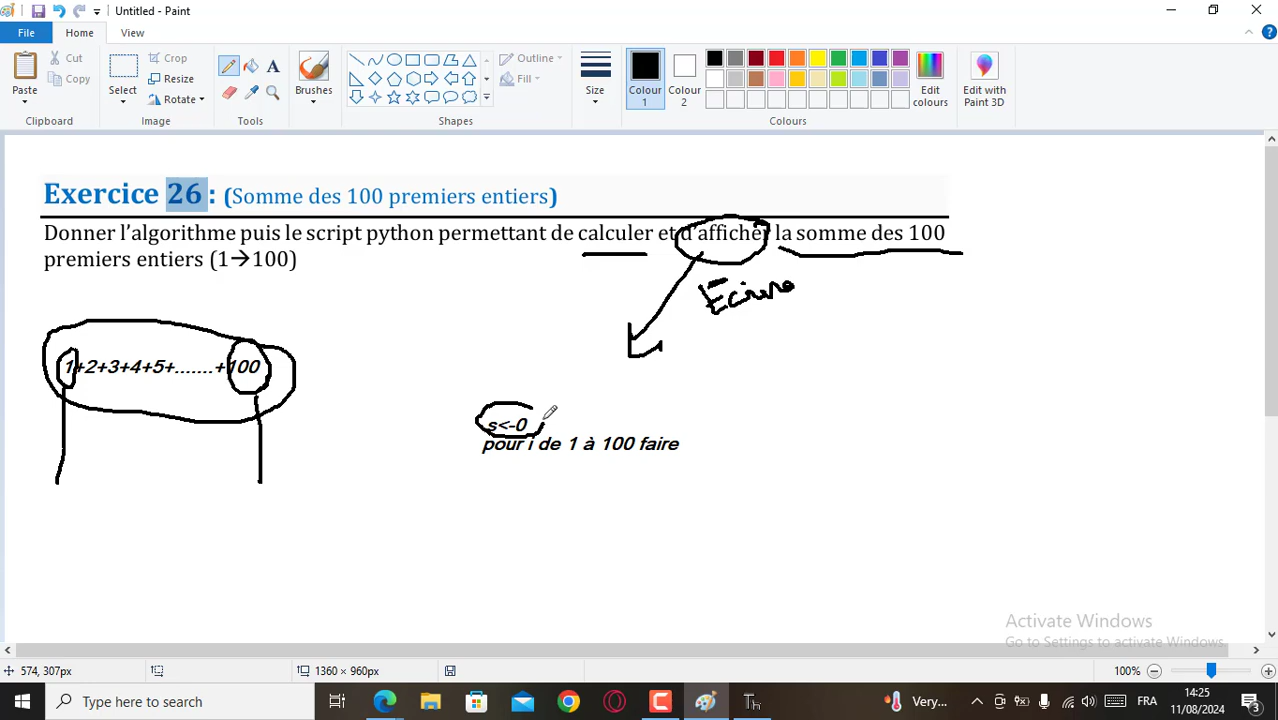 Untitled - Paint
File
Home
View
Paste
Cut
Copy
Clipboard
Select
Crop
Resize
Rotate
Image
A
Tools
Brushes
Outline
Fill
Shapes
Size
Colour 1
Colour 2
Edit colours
Edit with Paint 3D
Colours
Exercice 26 : (Somme des 100 premiers entiers)
Donner l'algorithme puis le script python permettant de calculer et d'afficher la somme des 100
premiers entiers (1→100)
Ecrire
1+2+3+4+5+.......+100
s<-0
pour i de 1 à 100 faire
Activate Windows
Go to Settings to activate Windows.
574, 307px
1360 × 960px
100%
Type here to search
Very...
FRA
14:25
11/08/2024
3